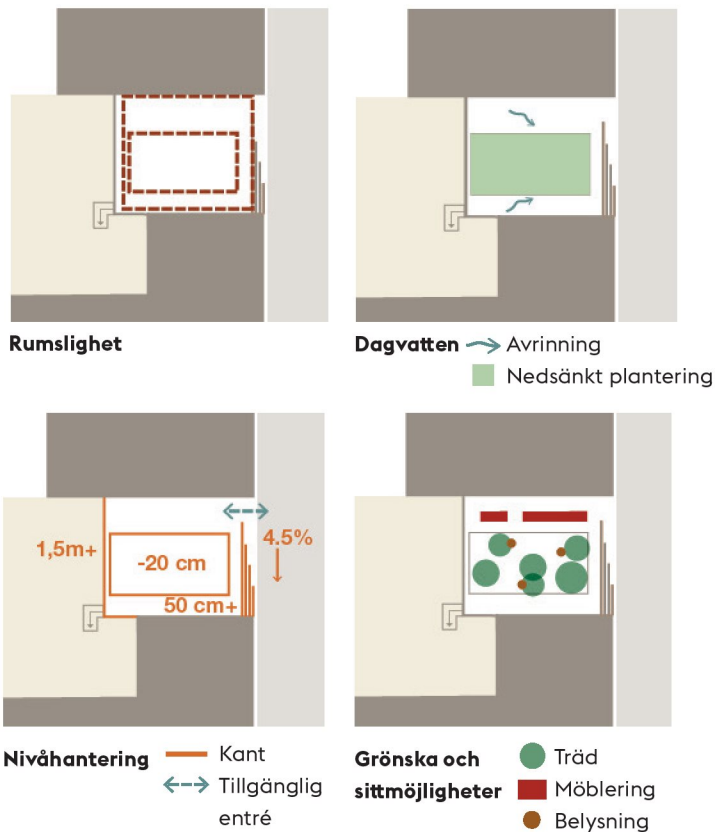 Rumslighet
Dagvatten
Avrinning
Nedsänkt plantering
1,5m+
-20 cm
50 cm+
4.5%
Nivåhantering
Kant
Tillgänglig
entré
Grönska och
sittmöjligheter
Träd
Möblering
Belysning